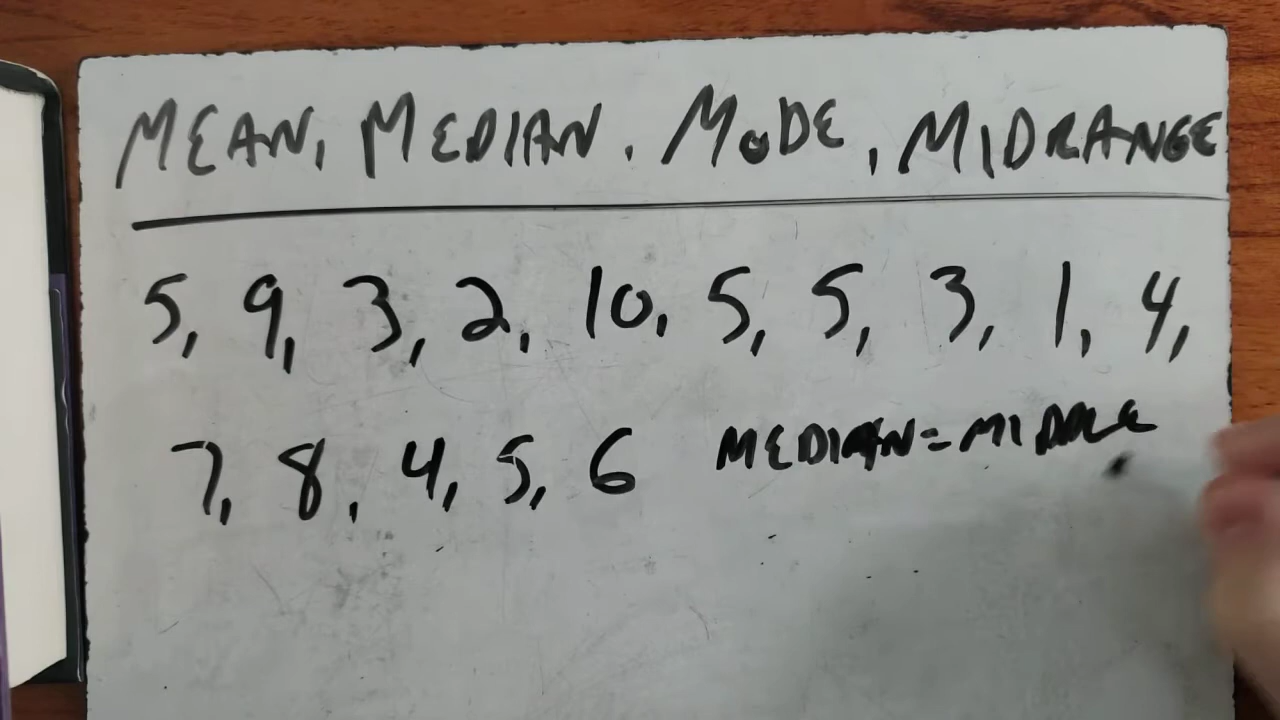 MEAN, MEDIAN. MODE, MIDRANGE
5, 9, 3, 2, 10, 5, 5, 3, 1, 4,
7, 8, 4, 5, 6 MEDIAN=MIDDLE